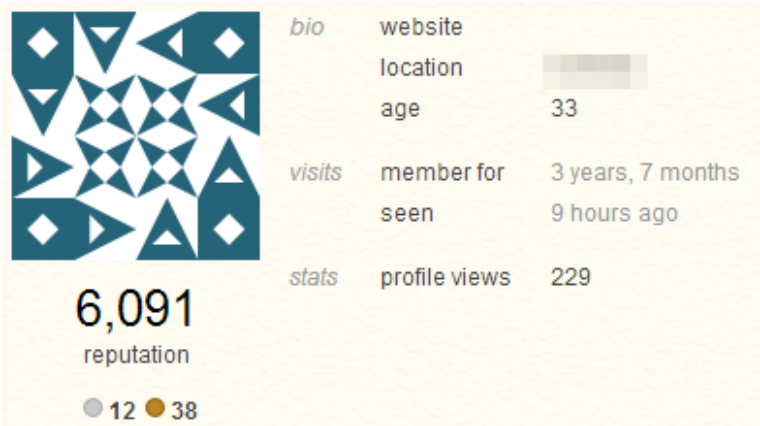 bio website
location
age 33
visits member for 3 years, 7 months
seen 9 hours ago
stats profile views 229
6,091
reputation
12 38